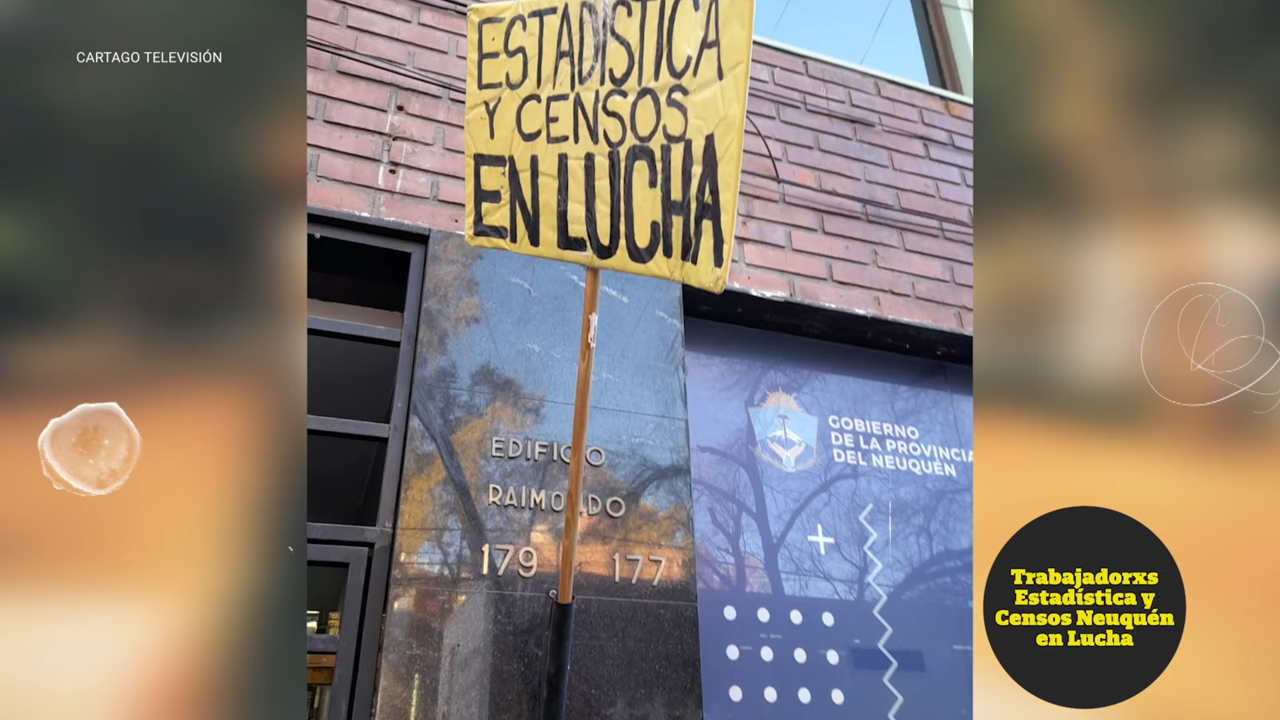 CARTAGO TELEVISIÓN
ESTADISTICA
Y CENSOS
EN LUCHA
EDIFICIO
RAIMONDO
179 177
GOBIERNO
DE LA PROVINCIA
DEL NEUQUÉN
Trabajadorxs
Estadística y
Censos Neuquén
en Lucha